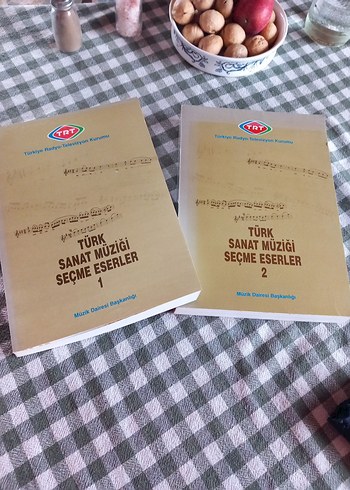 TRT
Türkiye Radyo-Televizyon Kurumu
TÜRK
SANAT MÜZİĞİ
SEÇME ESERLER
1
Müzik Dairesi Başkanlığı
TRT
Türkiye Radyo-Televizyon Kurumu
TÜRK
SANAT MÜZİĞİ
SEÇME ESERLER
2
Müzik Dairesi Başkanlığı